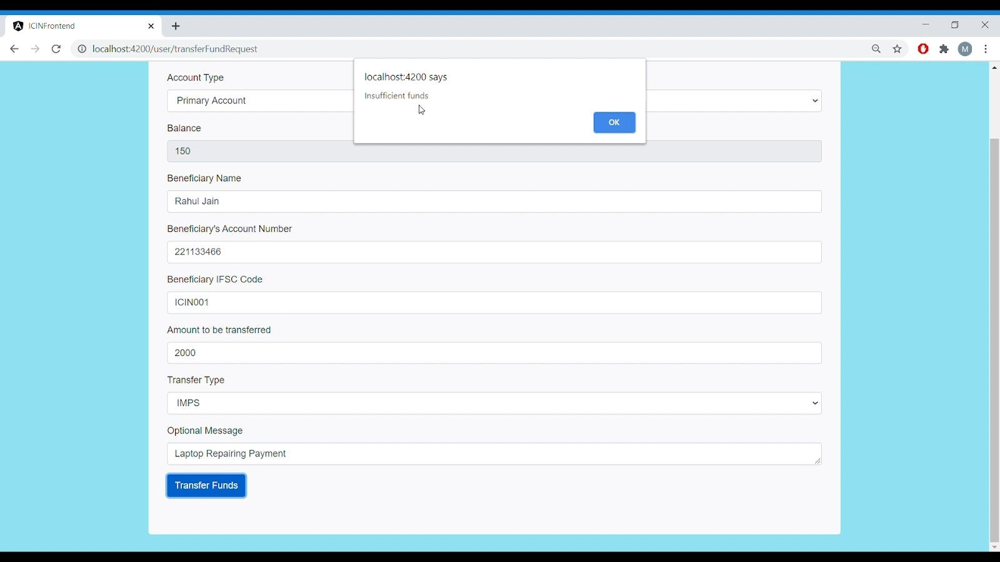 ICINFrontend
localhost:4200/user/transferFundRequest
M
localhost:4200 says
Insufficient funds
OK
Account Type
Primary Account
Balance
150
Beneficiary Name
Rahul Jain
Beneficiary's Account Number
221133466
Beneficiary IFSC Code
ICIN001
Amount to be transferred
2000
Transfer Type
IMPS
Optional Message
Laptop Repairing Payment
Transfer Funds